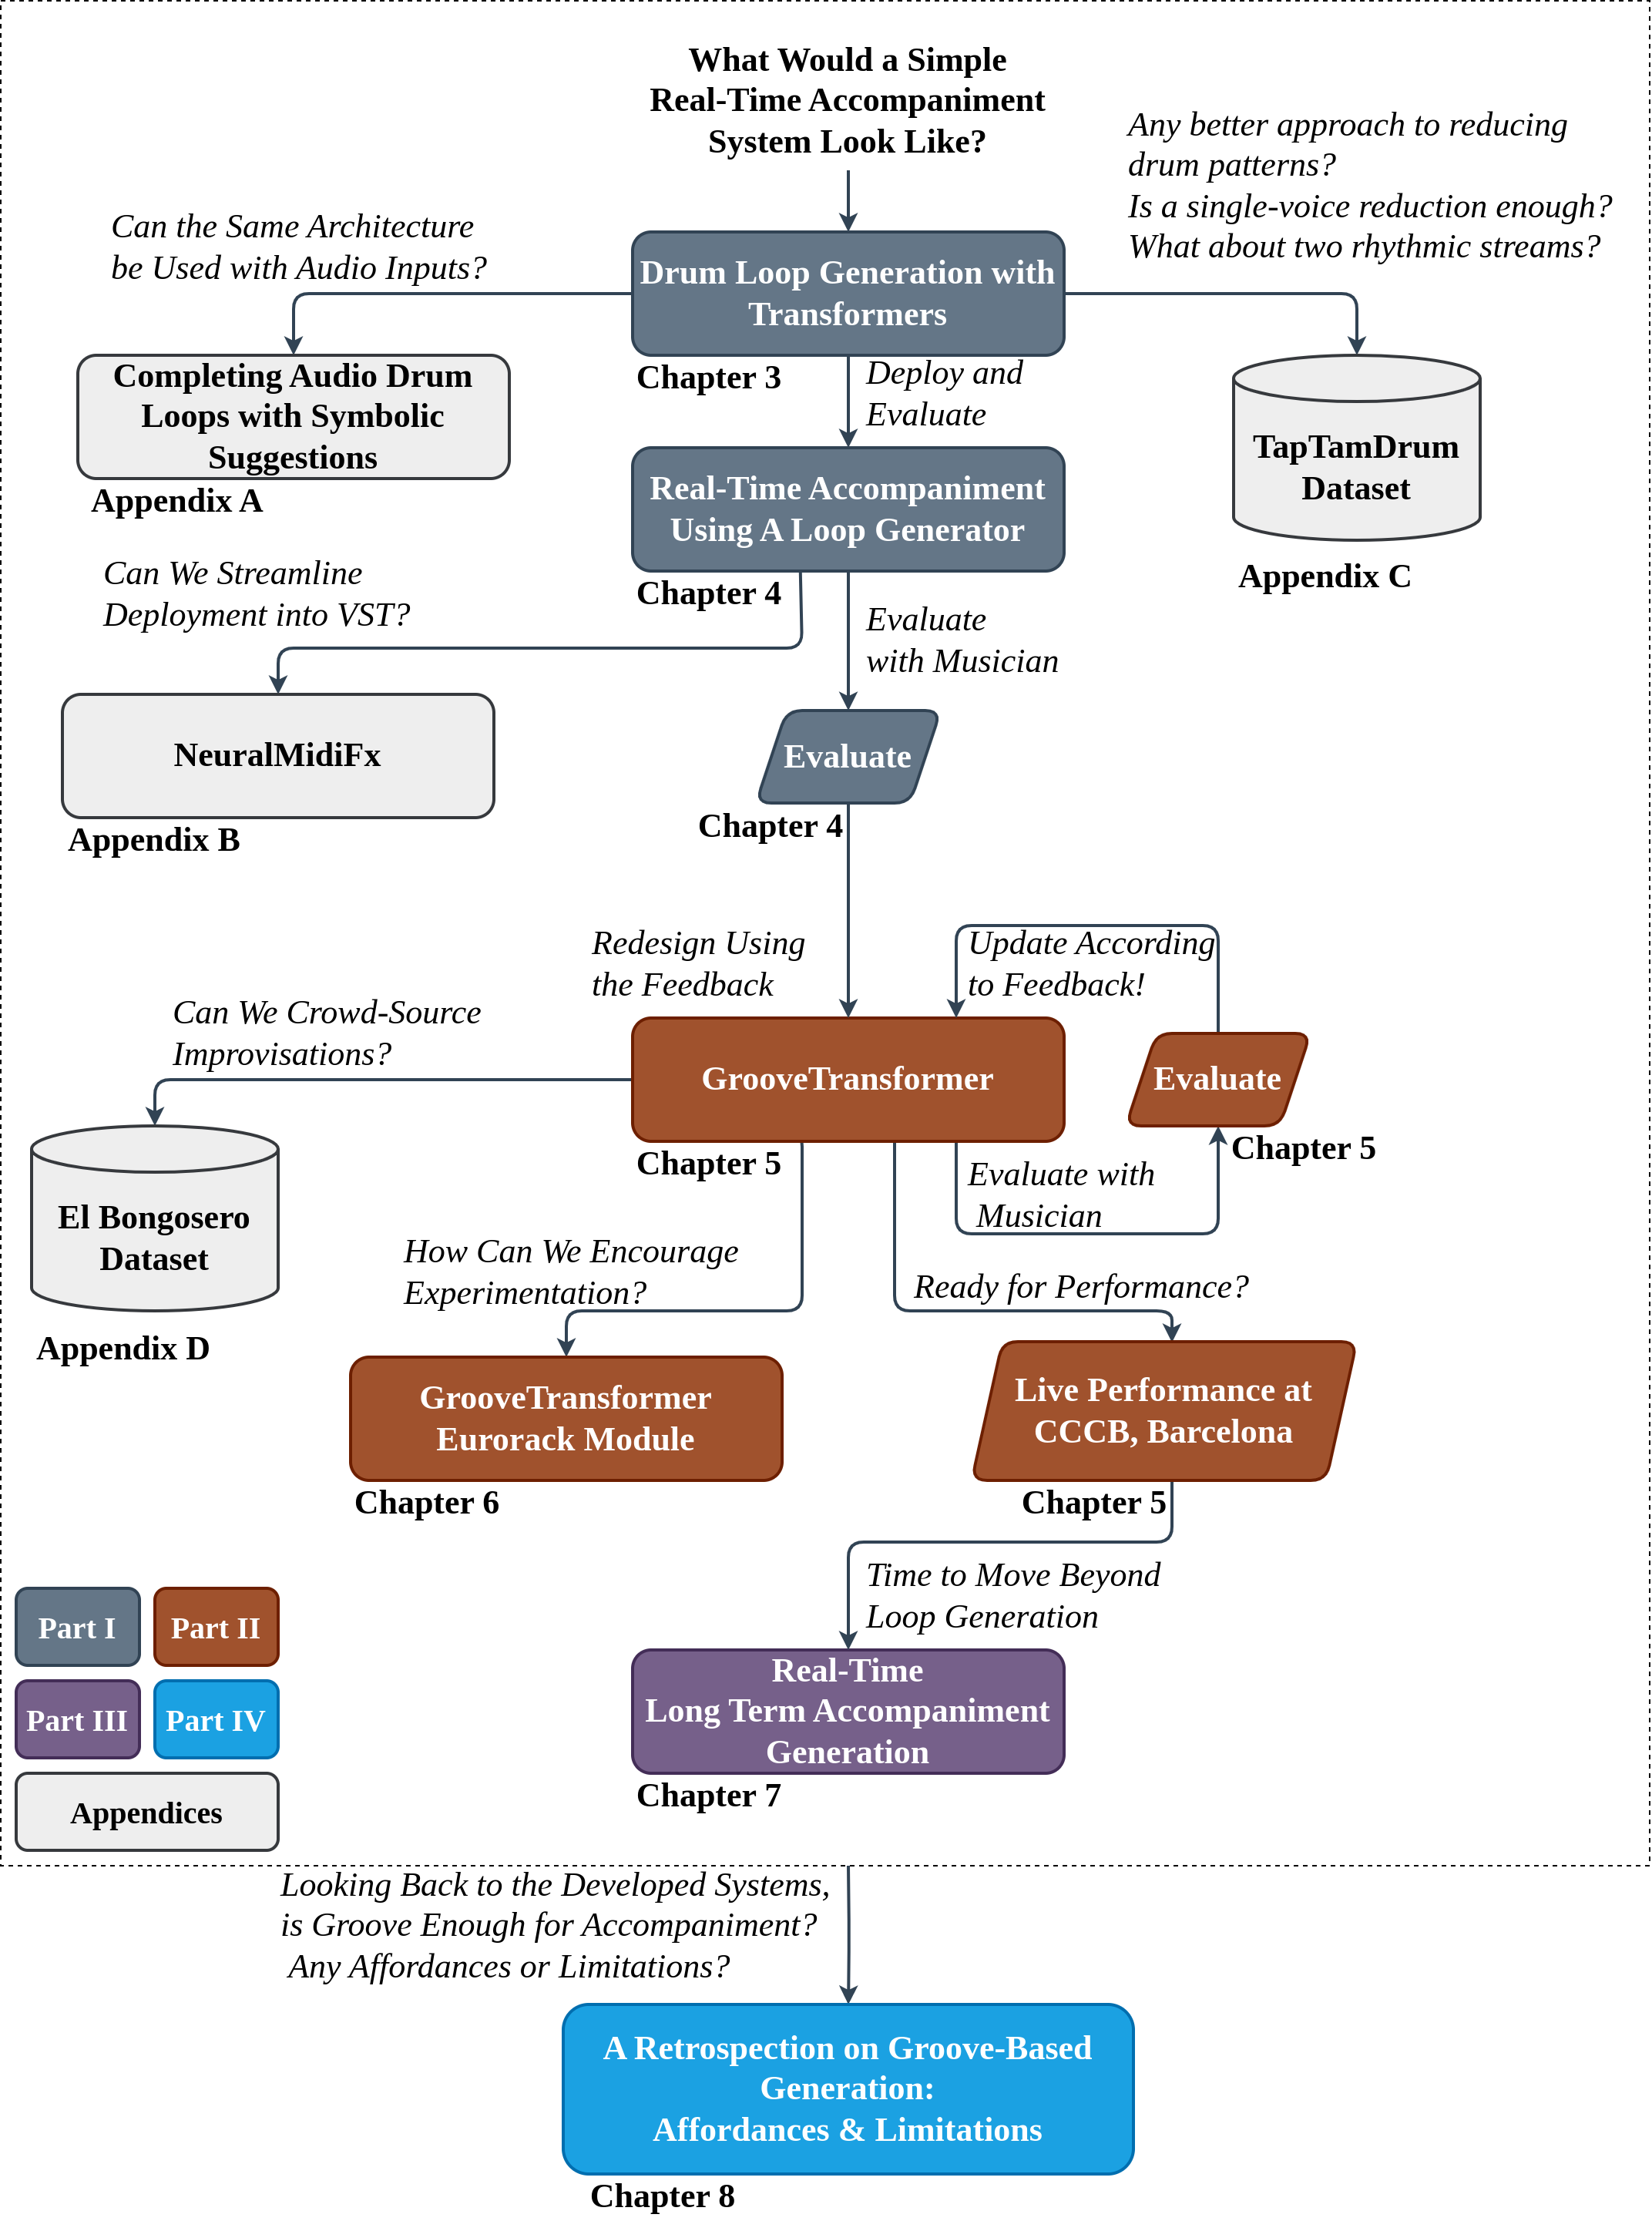 What Would a Simple
Real-Time Accompaniment
System Look Like?
Any better approach to reducing
drum patterns?
Is a single-voice reduction enough?
What about two rhythmic streams?
Can the Same Architecture
be Used with Audio Inputs?
Drum Loop Generation with
Transformers
Chapter 3
Deploy and
Evaluate
Completing Audio Drum
Loops with Symbolic
Suggestions
Appendix A
TapTamDrum
Dataset
Appendix C
Real-Time Accompaniment
Using A Loop Generator
Chapter 4
Can We Streamline
Deployment into VST?
Evaluate
with Musician
NeuralMidiFx
Appendix B
Evaluate
Chapter 4
Redesign Using
the Feedback
Update According
to Feedback!
Can We Crowd-Source
Improvisations?
GrooveTransformer
Chapter 5
Evaluate
Chapter 5
Evaluate with
Musician
El Bongosero
Dataset
Appendix D
How Can We Encourage
Experimentation?
Ready for Performance?
GrooveTransformer
Eurorack Module
Chapter 6
Live Performance at
CCCB, Barcelona
Chapter 5
Time to Move Beyond
Loop Generation
Part I
Part II
Part III
Part IV
Appendices
Real-Time
Long Term Accompaniment
Generation
Chapter 7
Looking Back to the Developed Systems,
is Groove Enough for Accompaniment?
Any Affordances or Limitations?
A Retrospection on Groove-Based
Generation:
Affordances & Limitations
Chapter 8